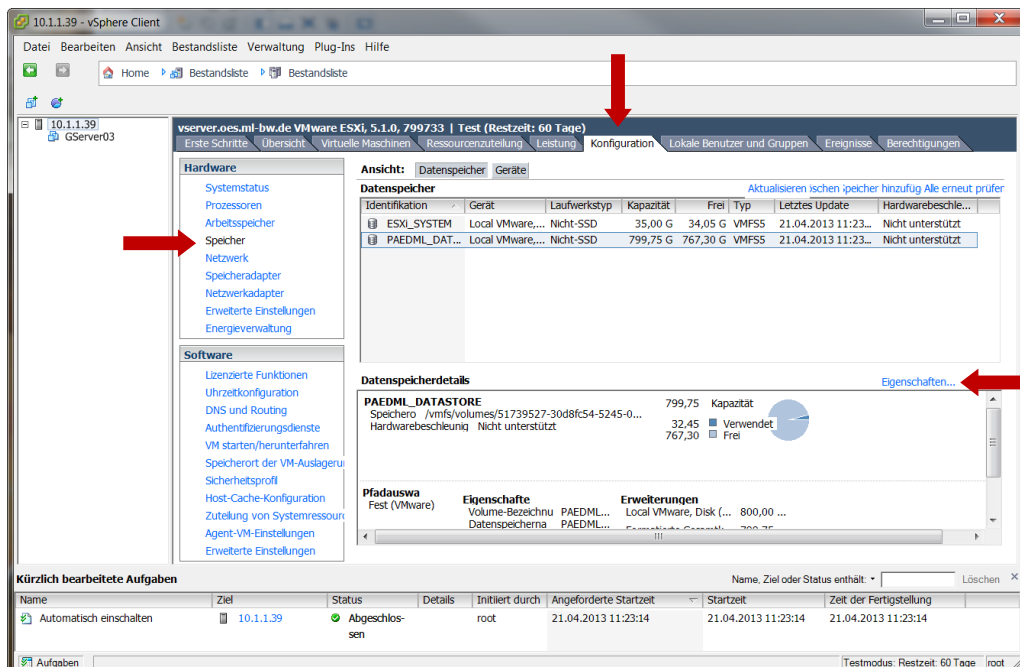 10.1.1.39 - vSphere Client
Datei Bearbeiten Ansicht Bestandsliste Verwaltung Plug-Ins Hilfe
Home Bestandsliste Bestandsliste
10.1.1.39
GServer03
vserver.oes.ml-bw.de VMware ESXi, 5.1.0, 799733 | Test (Restzeit: 60 Tage)
Erste Schritte Übersicht Virtuelle Maschinen Ressourcenzuteilung Leistung Konfiguration Lokale Benutzer und Gruppen Ereignisse Berechtigungen
Hardware
Systemstatus
Prozessoren
Arbeitsspeicher
Speicher
Netzwerk
Speicheradapter
Netzwerkadapter
Erweiterte Einstellungen
Energieverwaltung
Software
Lizenzierte Funktionen
Uhrzeitkonfiguration
DNS und Routing
Authentifizierungsdienste
VM starten/herunterfahren
Speicherort der VM-Auslageru
Sicherheitsprofil
Host-Cache-Konfiguration
Zuteilung von Systemressour
Agent-VM-Einstellungen
Erweiterte Einstellungen
Ansicht: Datenspeicher Geräte
Datenspeicher Aktualisieren öschen Speicher hinzufüg Alle erneut prüfen
Identifikation Gerät Laufwerkstyp Kapazität Frei Typ Letztes Update Hardwarebeschle...
ESXi_SYSTEM Local VMware,... Nicht-SSD 35,00 G 34,05 G VMFS5 21.04.2013 11:23... Nicht unterstützt
PAEDML_DAT... Local VMware,... Nicht-SSD 799,75 G 767,30 G VMFS5 21.04.2013 11:23... Nicht unterstützt
Datenspeicherdetails Eigenschaften...
PAEDML_DATASTORE 799,75 Kapazität
Speichero /vmfs/volumes/51739527-30d8fc54-5245-0...
Hardwarebeschleunig Nicht unterstützt
32,45 Verwendet
767,30 Frei
Pfadauswa
Fest (VMware)
Eigenschafte
Volume-Bezeichnu PAEDML...
Datenspeicherna PAEDML...
Erweiterungen
Local VMware, Disk (... 800,00 ...
Kürzlich bearbeitete Aufgaben Name, Ziel oder Status enthält: Löschen
Name Ziel Status Details Initiiert durch Angeforderte Startzeit Startzeit Zeit der Fertigstellung
Automatisch einschalten 10.1.1.39 Abgeschlos-
sen root 21.04.2013 11:23:14 21.04.2013 11:23:14 21.04.2013 11:23:14
Aufgaben Testmodus: Restzeit: 60 Tage root